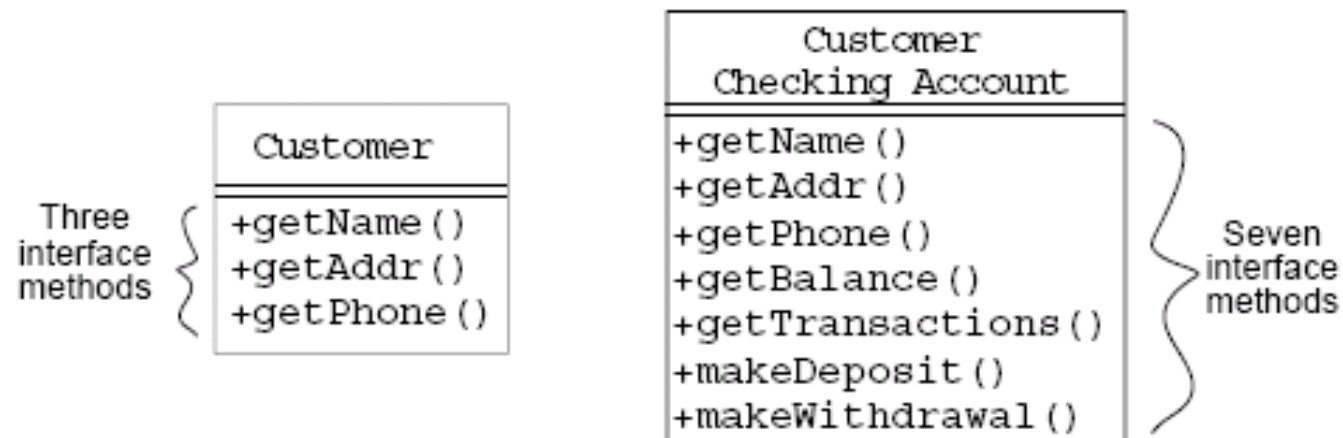 Three
interface
methods
Customer
+getName()
+getAddr()
+getPhone()
Customer
Checking Account
+getName()
+getAddr()
+getPhone()
+getBalance()
+getTransactions()
+makeDeposit()
+makeWithdrawal()
Seven
interface
methods